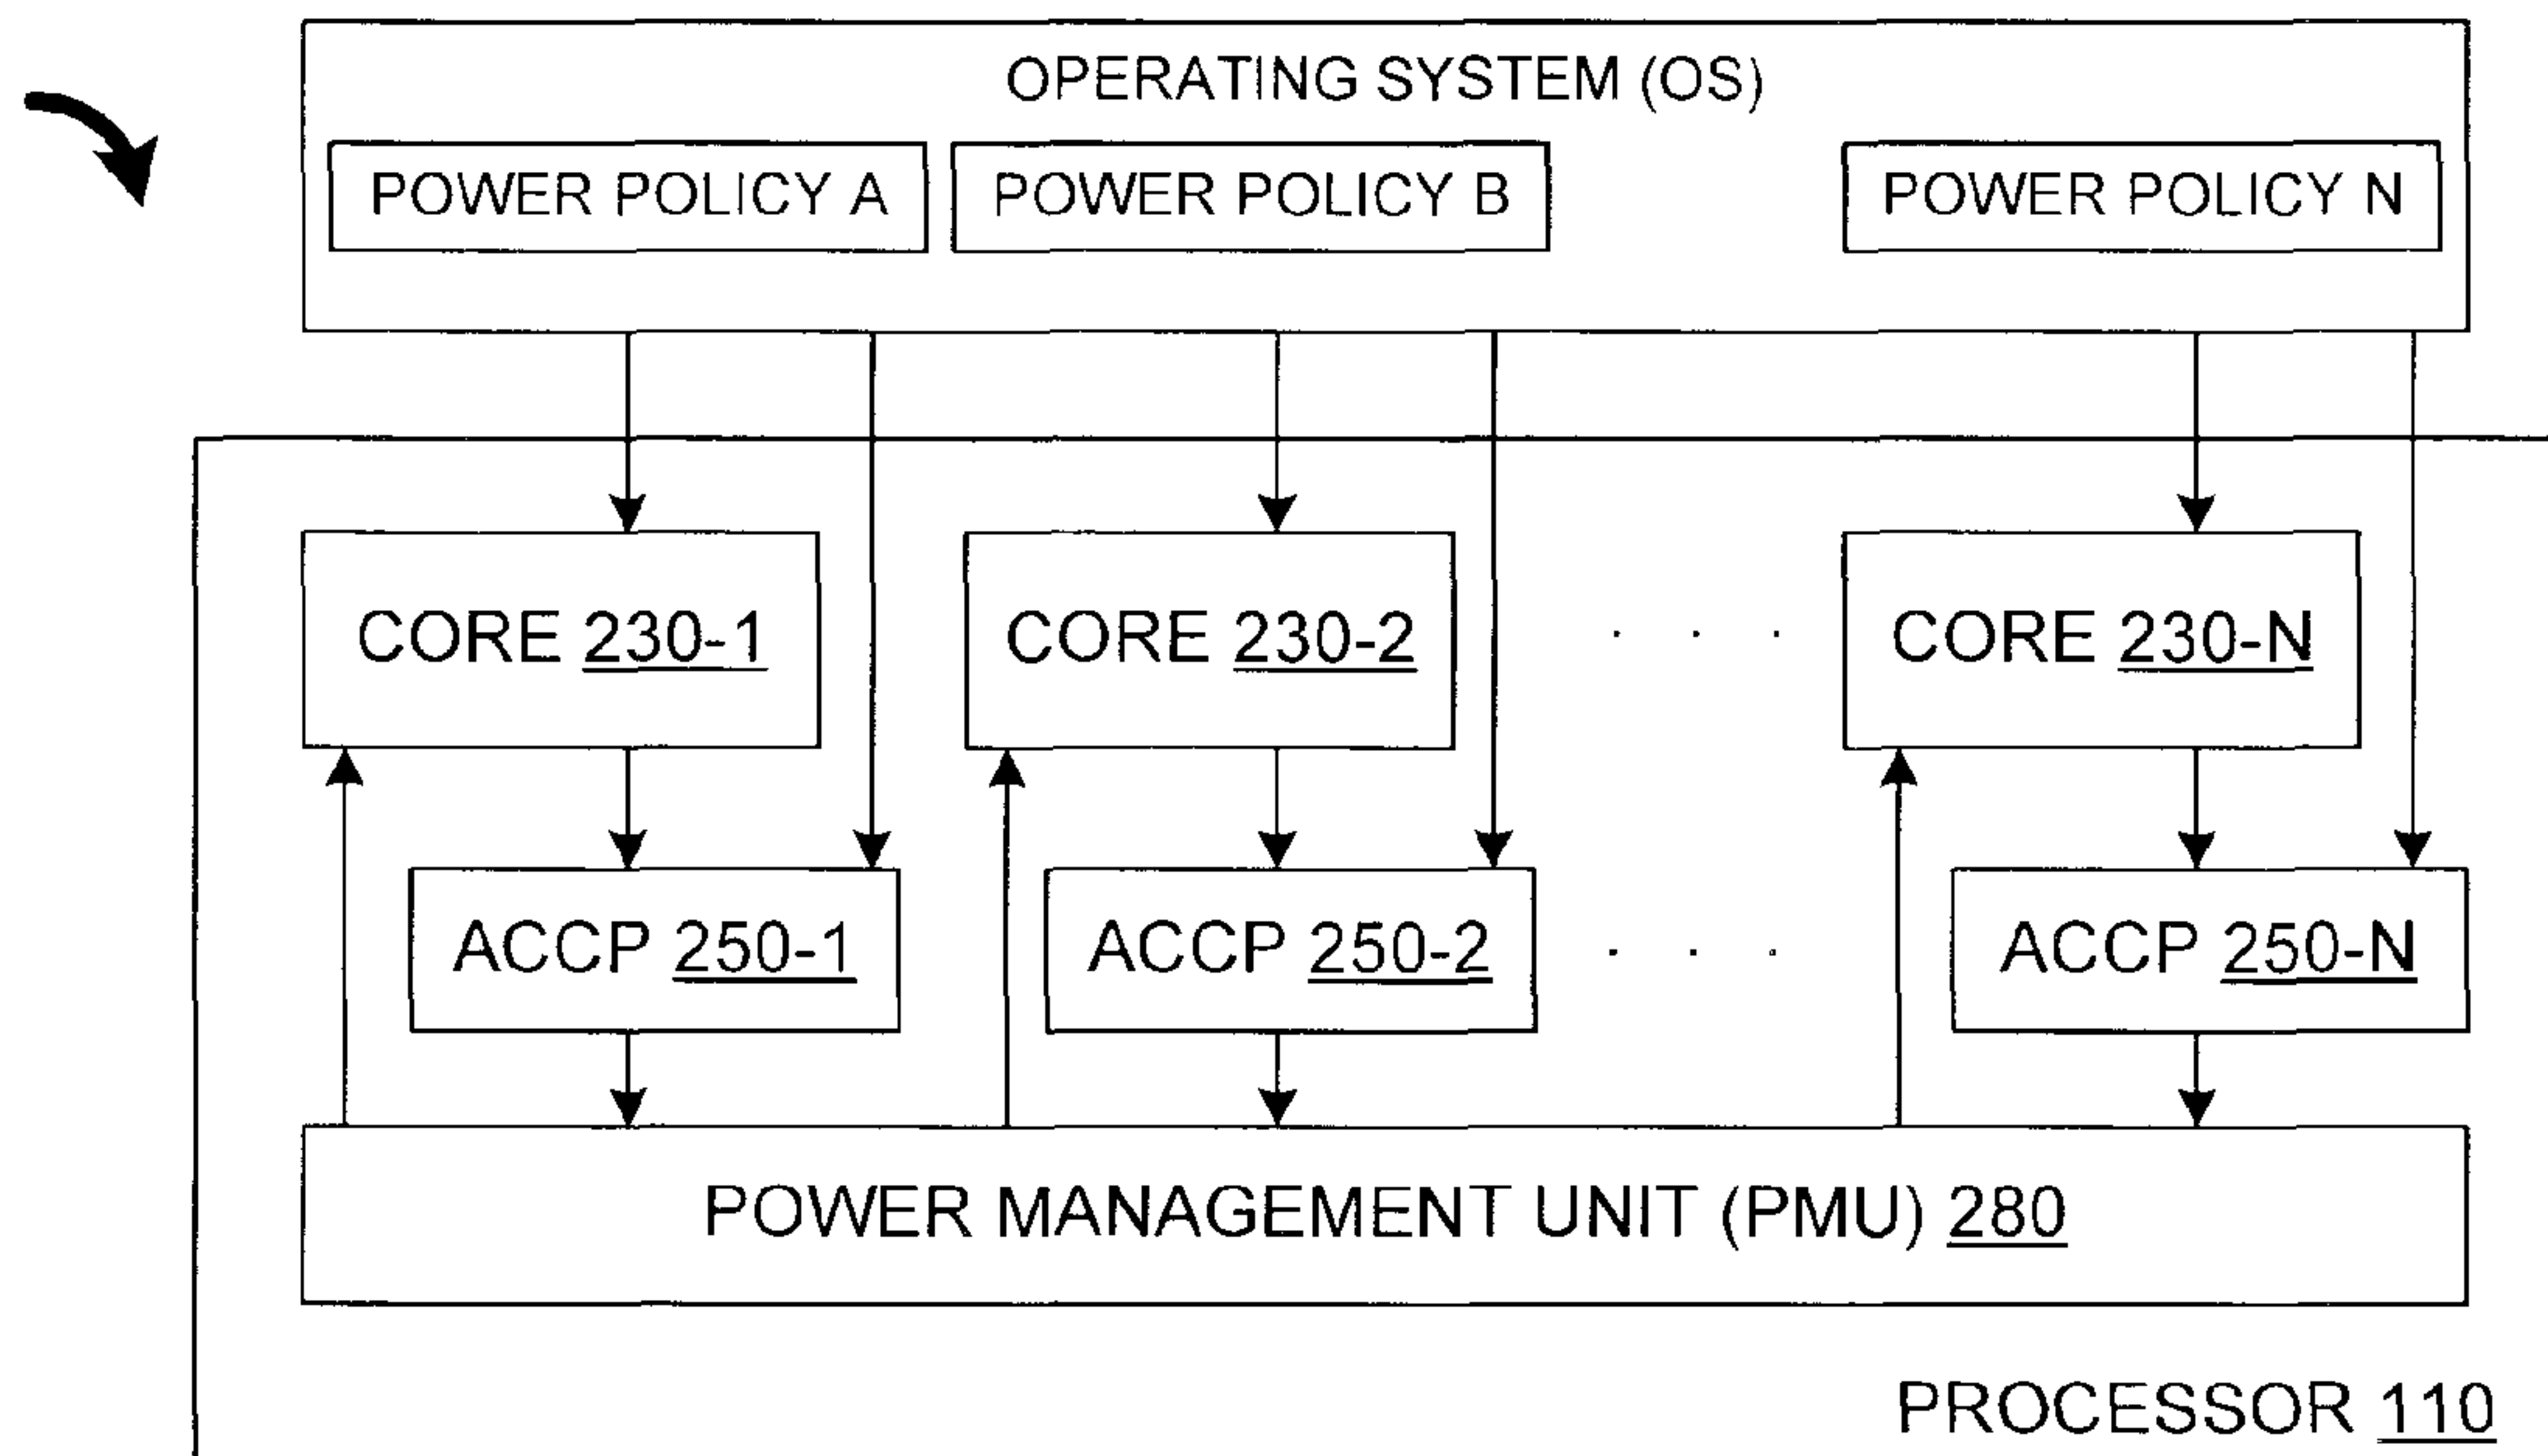 OPERATING SYSTEM (OS)
POWER POLICY A
POWER POLICY B
POWER POLICY N
CORE 230-1
CORE 230-2
. . .
CORE 230-N
ACCP 250-1
ACCP 250-2
. . .
ACCP 250-N
POWER MANAGEMENT UNIT (PMU) 280
PROCESSOR 110